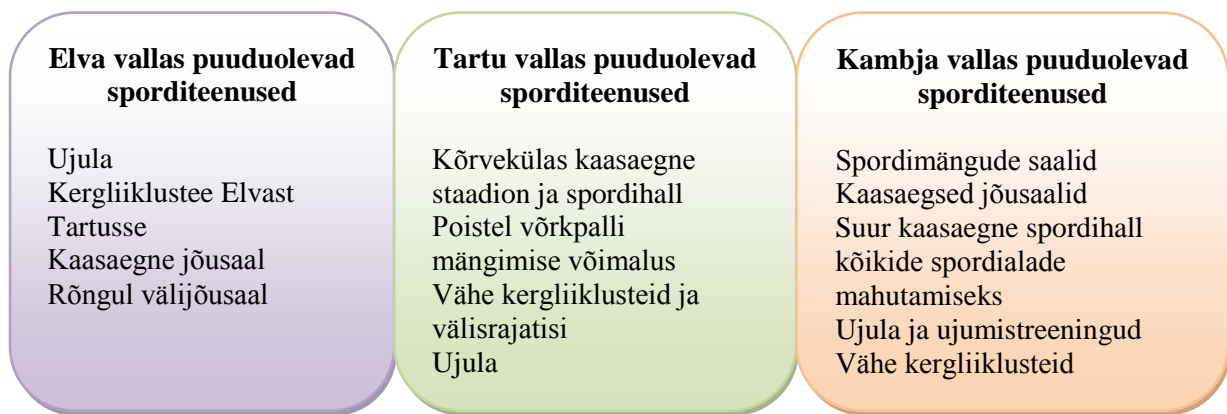 Elva vallas puuduolevad
sporditeenused
Ujula
Kergliiklustee Elvast
Tartusse
Kaasaegne jõusaal
Rõngul välijõusaal
Tartu vallas puuduolevad
sporditeenused
Kõrvekülas kaasaegne
staadion ja spordihall
Poistel võrkpalli
mängimise võimalus
Vähe kergliiklusteid ja
välisrajatisi
Ujula
Kambja vallas puuduolevad
sporditeenused
Spordimängude saalid
Kaasaegsed jõusaalid
Suur kaasaegne spordihall
kõikide spordialade
mahutamiseks
Ujula ja ujumistreeningud
Vähe kergliiklusteid